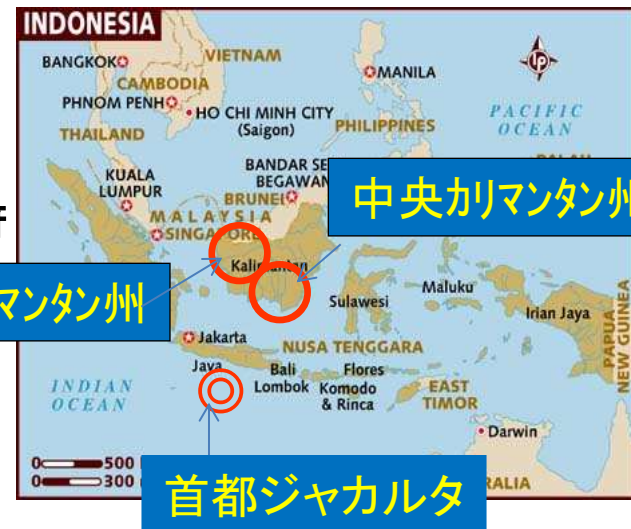 INDONESIA
BANGKOK
VIETNAM
MANILA
CAMBODIA
PHNOM PENH
HO CHI MINH CITY
(Saigon)
PACIFIC
OCEAN
THAILAND
PHILIPPINES
KUALA
LUMPUR
BANDAR SE
BEGAWAN
BRUNEI
中央カリマンタン州
f
MALAYSIA
SINGAPORE
Kalimantan
マンタン州
Sulawesi
Maluku
Irian Jaya
PAPUA
NEW GUINEA
Jakarta
NUSA TENGGARA
Java
Bali
Lombok
Flores
Komodo
& Rinca
EAST
TIMOR
INDIAN
OCEAN
Darwin
0 500
0 300
首都ジャカルタ
RALIA